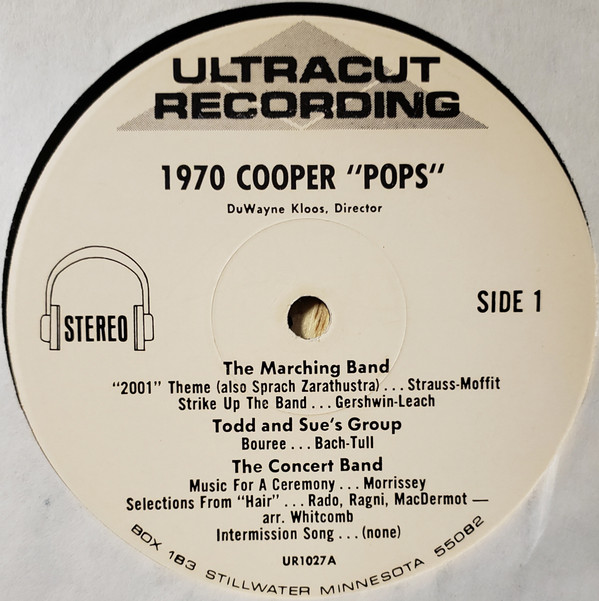 ULTRACUT
RECORDING
1970 COOPER "POPS"
DuWayne Kloos, Director
STEREO
SIDE 1
The Marching Band
"2001" Theme (also Sprach Zarathustra) ... Strauss-Moffit
Strike Up The Band ... Gershwin-Leach
Todd and Sue's Group
Bouree ... Bach-Tull
The Concert Band
Music For A Ceremony ... Morrissey
Selections From "Hair" ... Rado, Ragni, MacDermot —
arr. Whitcomb
Intermission Song ... (none)
UR1027A
BOX 183 STILLWATER MINNESOTA 55082